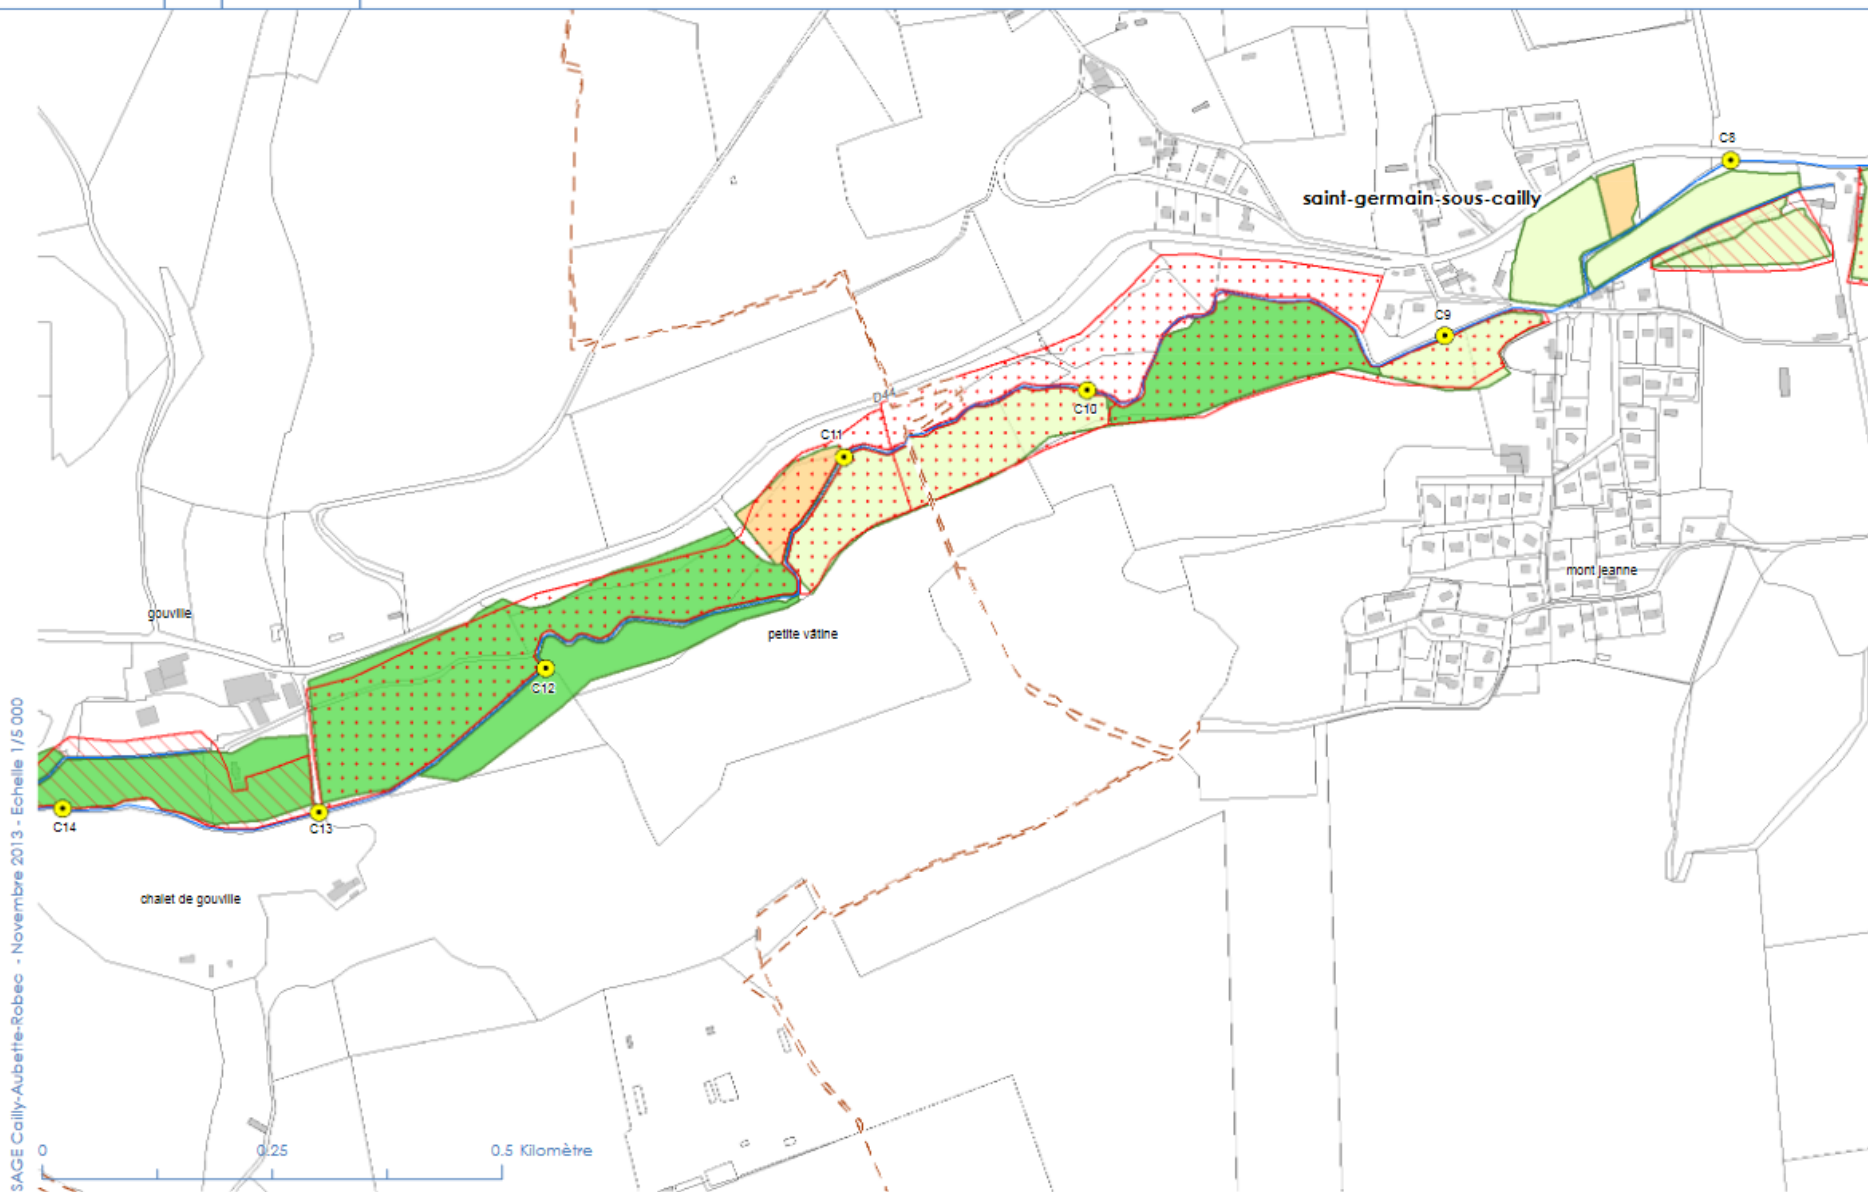 C8
saint-germain-sous-cailly
C9
D44
C10
C11
mont jeanne
gouville
petite vâtine
C12
C14
C13
chalet de gouville
0 0.25 0.5 Kilomètre
SAGE Cailly-Aubette-Robec - Novembre 2013 - Echelle 1/5 000